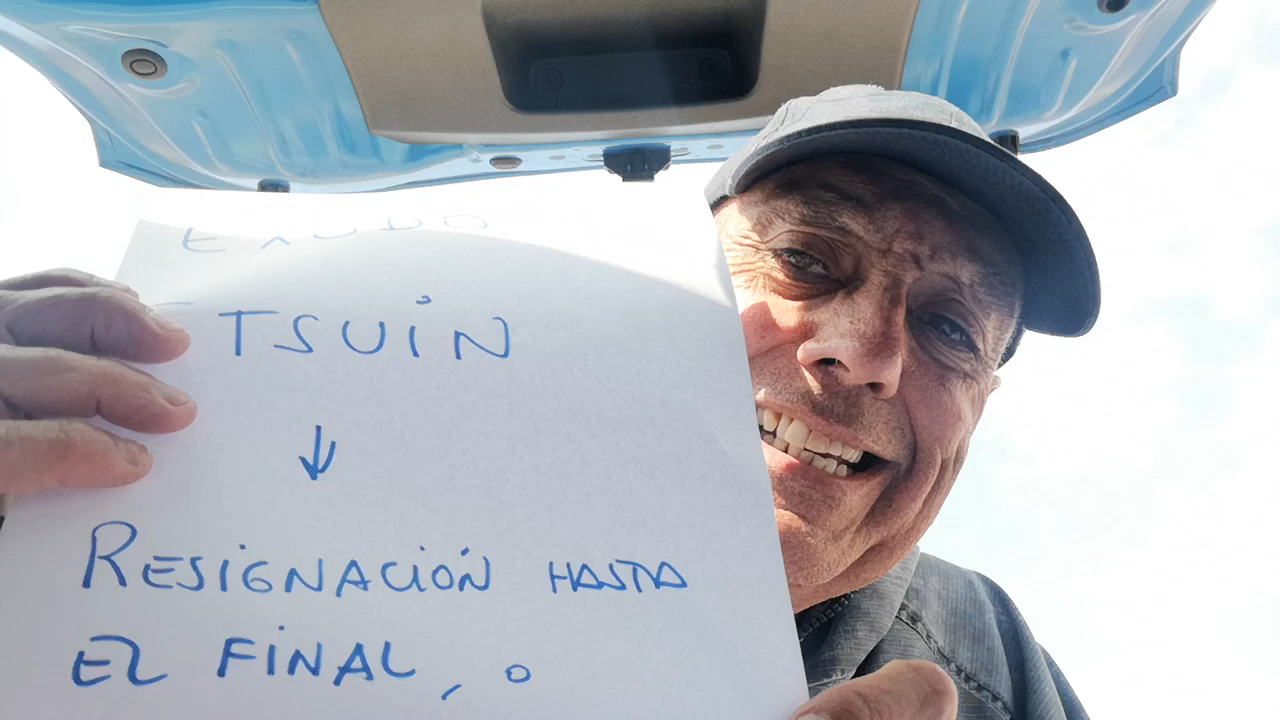 TSUIN
↓
RESIGNACIÓN HASTA
EL FINAL, O